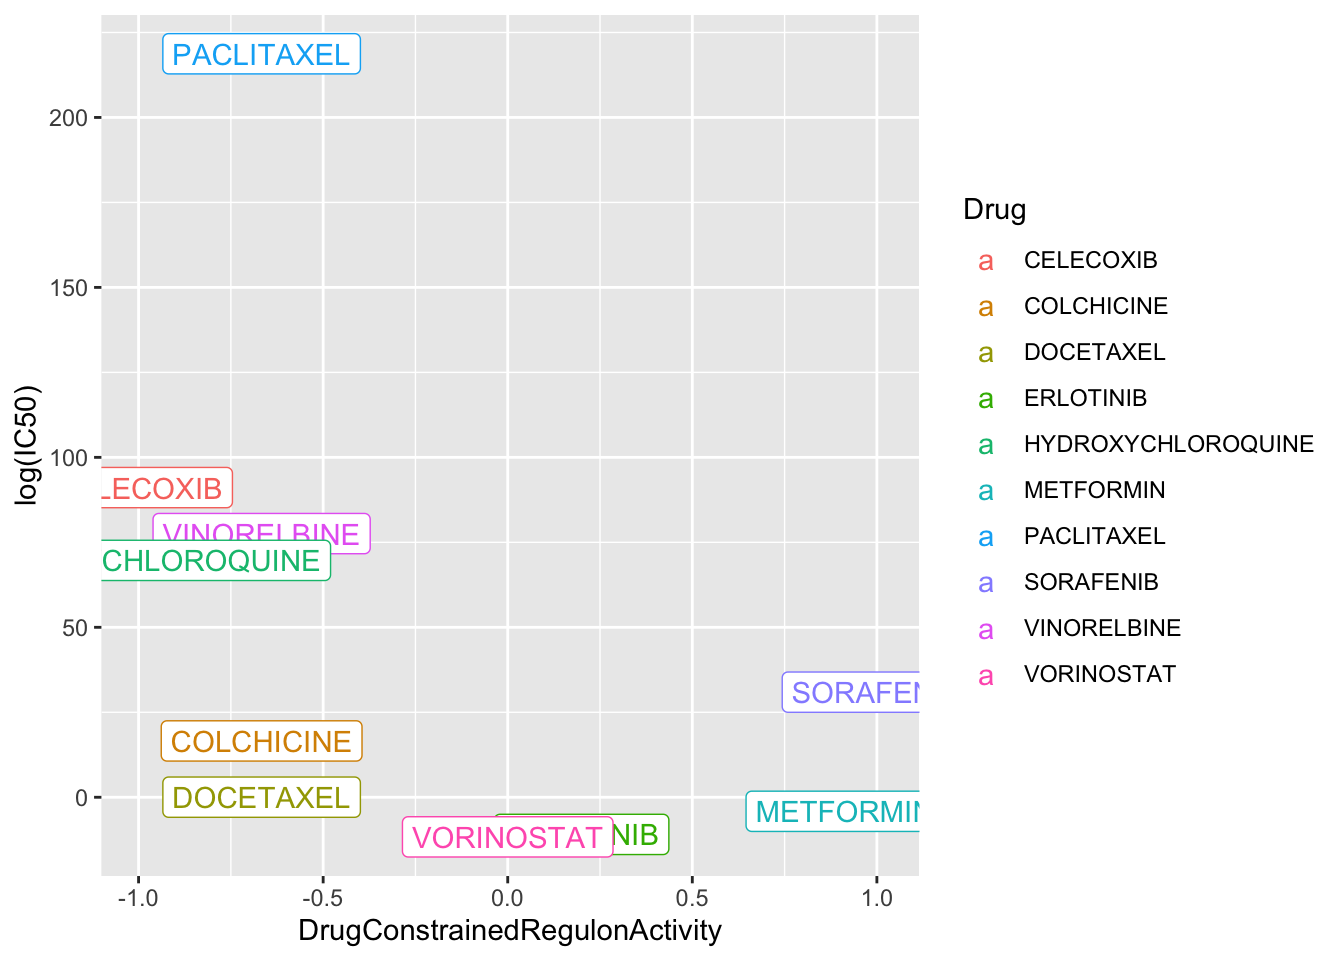 PACLITAXEL
200
150
log(IC50)
100
LECOXIB
VINORELBINE
CHLOROQUINE
50
SORAFEN
COLCHICINE
DOCETAXEL
0
METFORMIN
VORINOSTAT
NIB
-1.0 -0.5 0.0 0.5 1.0
DrugConstrainedRegulonActivity
Drug
a CELECOXIB
a COLCHICINE
a DOCETAXEL
a ERLOTINIB
a HYDROXYCHLOROQUINE
a METFORMIN
a PACLITAXEL
a SORAFENIB
a VINORELBINE
a VORINOSTAT